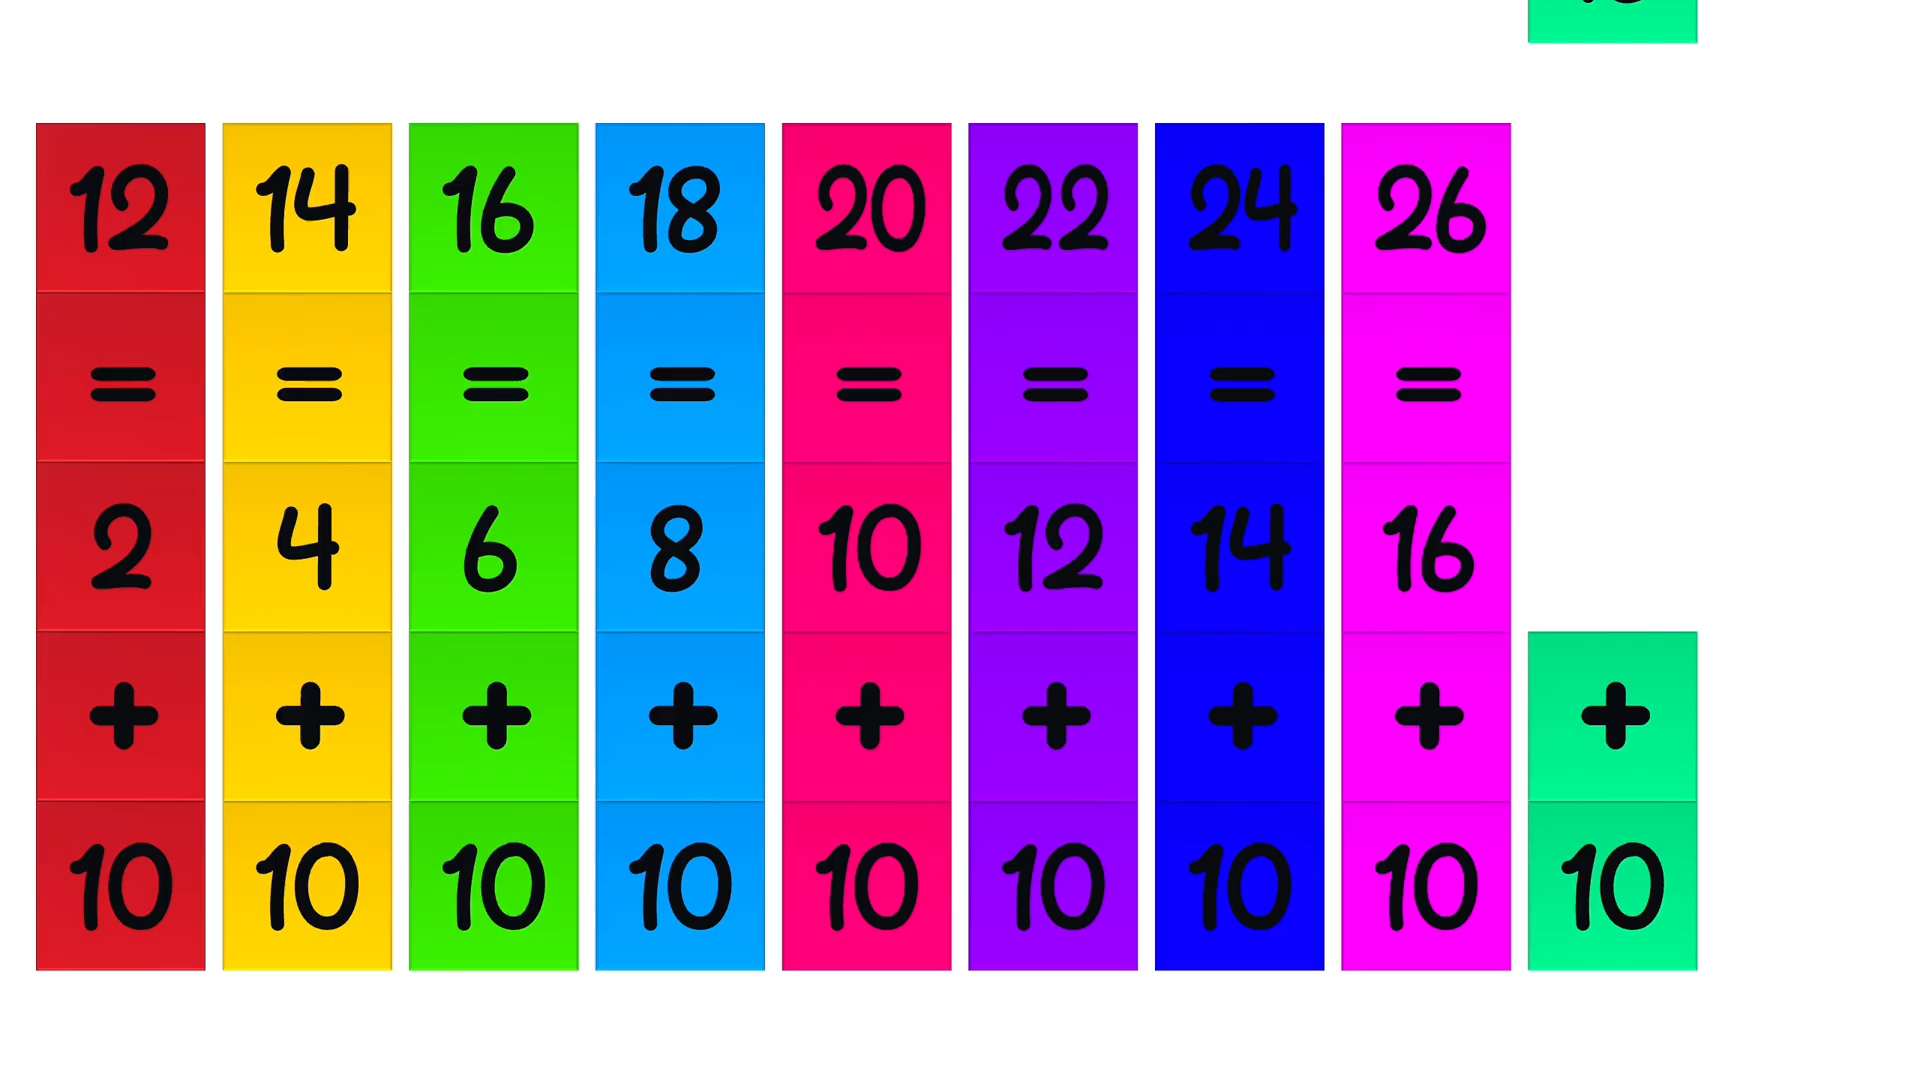 12 14 16 18 20 22 24 26
= = = = = = = =
2 4 6 8 10 12 14 16
+ + + + + + + + +
10 10 10 10 10 10 10 10 10